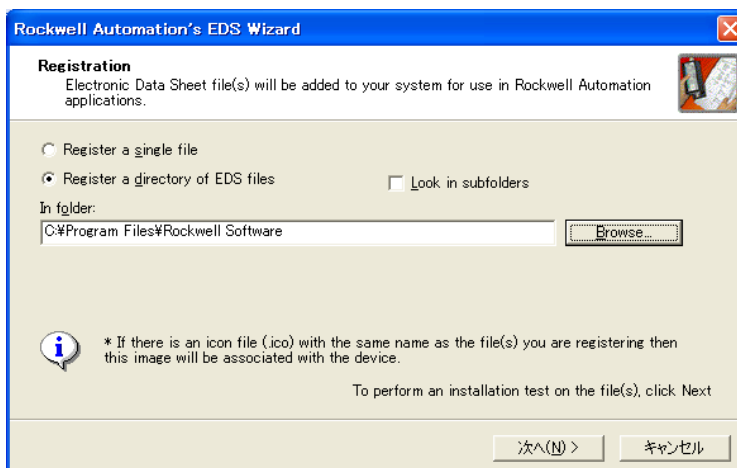 Rockwell Automation's EDS Wizard
Registration
Electronic Data Sheet file(s) will be added to your system for use in Rockwell Automation
applications.
Register a single file
Register a directory of EDS files
Look in subfolders
In folder:
C:¥Program Files¥Rockwell Software
Browse...
* If there is an icon file (.ico) with the same name as the file(s) you are registering then
this image will be associated with the device.
To perform an installation test on the file(s), click Next
次へ(N) >
キャンセル